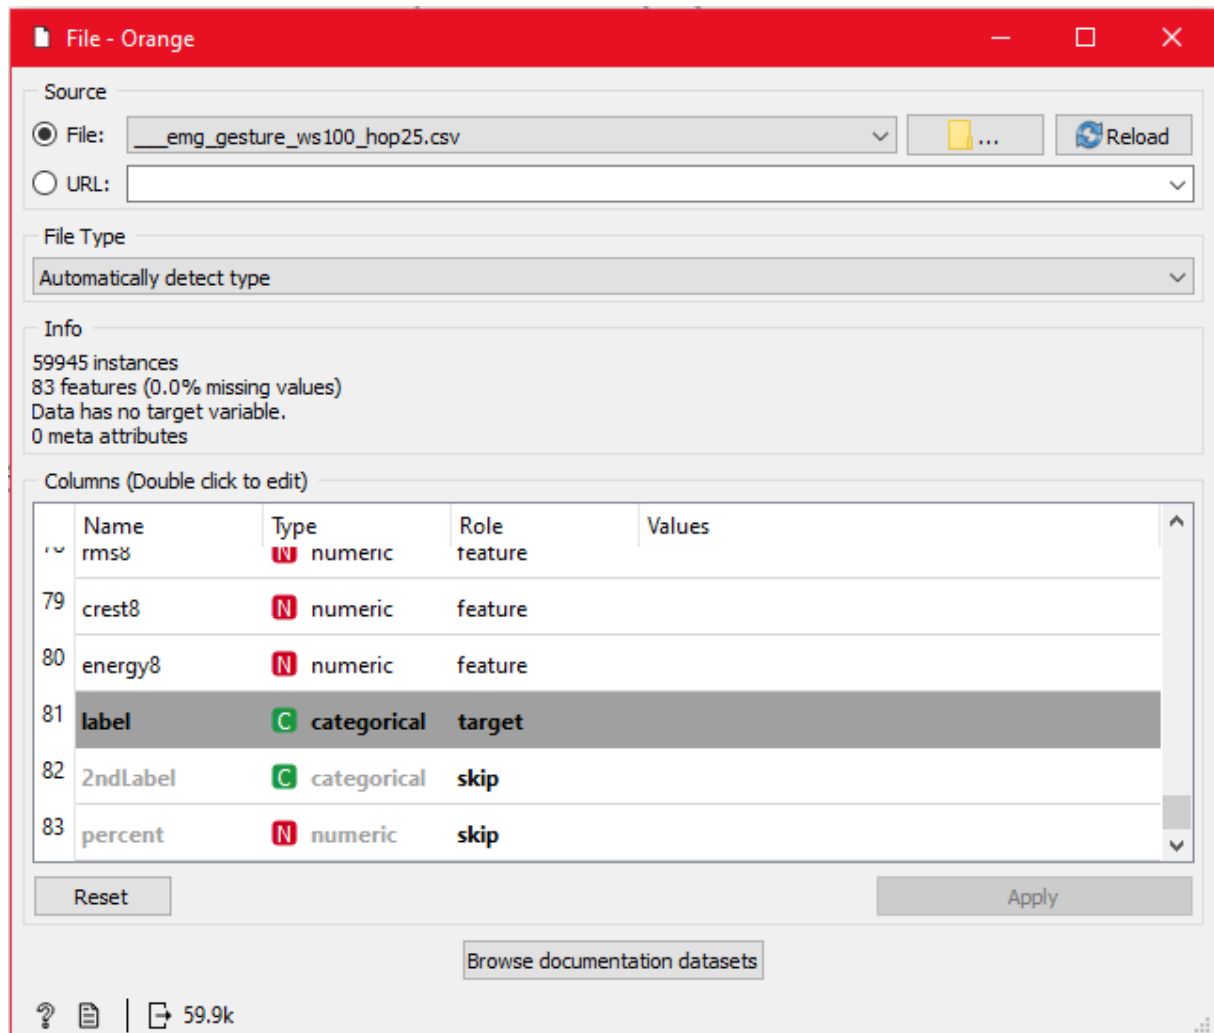 File - Orange
Source
File: ___emg_gesture_ws100_hop25.csv ... Reload
URL:
File Type
Automatically detect type
Info
59945 instances
83 features (0.0% missing values)
Data has no target variable.
0 meta attributes
Columns (Double click to edit)
Name Type Role Values
rms8 N numeric feature
79 crest8 N numeric feature
80 energy8 N numeric feature
81 label C categorical target
82 2ndLabel C categorical skip
83 percent N numeric skip
Reset Apply
Browse documentation datasets
? 59.9k